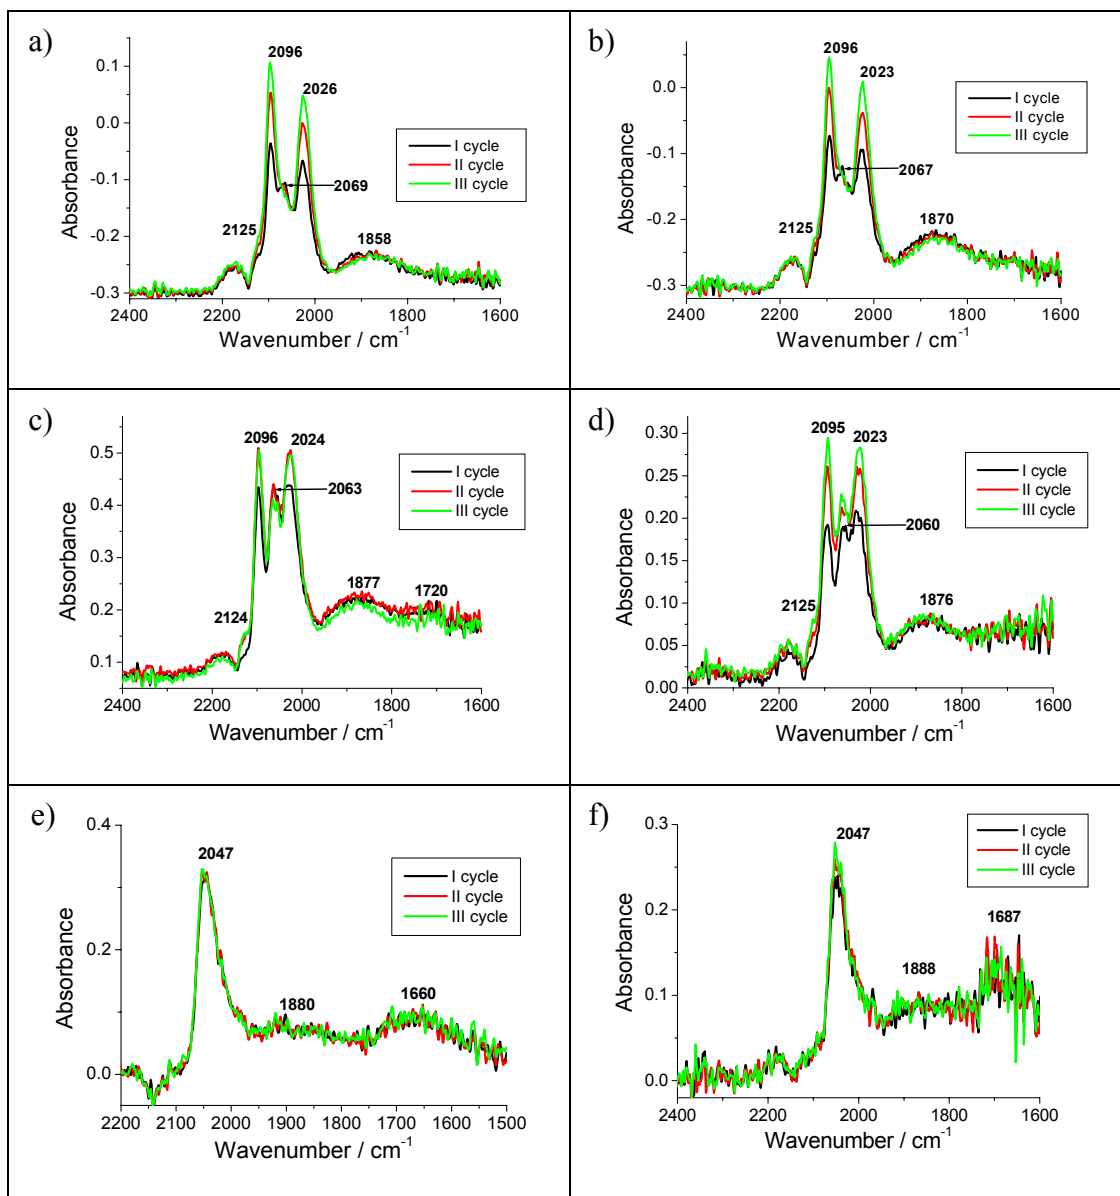 a)
2096
2026
2069
2125
1858
I cycle
II cycle
III cycle
0.1
0.0
-0.1
-0.2
-0.3
Absorbance
2400 2200 2000 1800 1600
Wavenumber / cm-1
b)
2096
2023
2067
2125
1870
I cycle
II cycle
III cycle
0.0
-0.1
-0.2
-0.3
Absorbance
2400 2200 2000 1800 1600
Wavenumber / cm-1
c)
2096
2024
2063
2124
1877
1720
I cycle
II cycle
III cycle
0.5
0.4
0.3
0.2
0.1
Absorbance
2400 2200 2000 1800 1600
Wavenumber / cm-1
d)
2095
2023
2060
2125
1876
I cycle
II cycle
III cycle
0.30
0.25
0.20
0.15
0.10
0.05
0.00
Absorbance
2400 2200 2000 1800 1600
Wavenumber / cm-1
e)
2047
1880
1660
I cycle
II cycle
III cycle
0.4
0.2
0.0
Absorbance
2200 2100 2000 1900 1800 1700 1600 1500
Wavenumber / cm-1
f)
2047
1888
1687
I cycle
II cycle
III cycle
0.3
0.2
0.1
0.0
Absorbance
2400 2200 2000 1800 1600
Wavenumber / cm-1